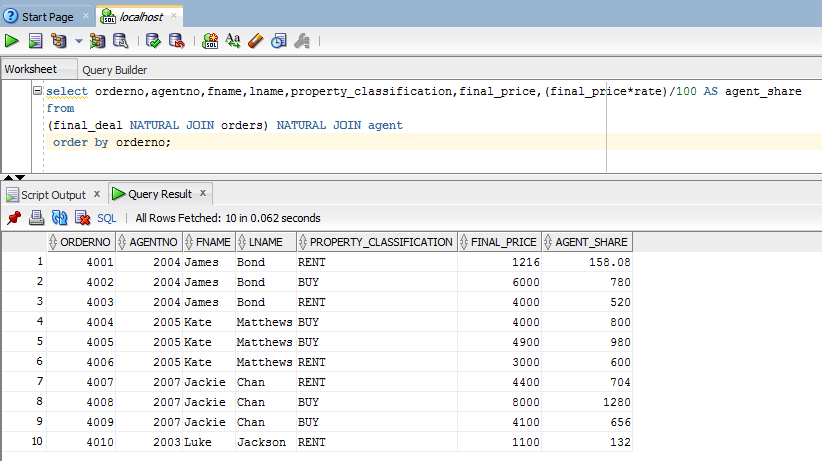 Start Page × localhost ×
SQL
Worksheet Query Builder
select orderno,agentno,fname,lname,property_classification,final_price,(final_price*rate)/100 AS agent_share
from
(final_deal NATURAL JOIN orders) NATURAL JOIN agent
order by orderno;
Script Output × Query Result ×
SQL | All Rows Fetched: 10 in 0.062 seconds
ORDERNO AGENTNO FNAME LNAME PROPERTY_CLASSIFICATION FINAL_PRICE AGENT_SHARE
1 4001 2004 James Bond RENT 1216 158.08
2 4002 2004 James Bond BUY 6000 780
3 4003 2004 James Bond RENT 4000 520
4 4004 2005 Kate Matthews BUY 4000 800
5 4005 2005 Kate Matthews BUY 4900 980
6 4006 2005 Kate Matthews RENT 3000 600
7 4007 2007 Jackie Chan RENT 4400 704
8 4008 2007 Jackie Chan BUY 8000 1280
9 4009 2007 Jackie Chan BUY 4100 656
10 4010 2003 Luke Jackson RENT 1100 132